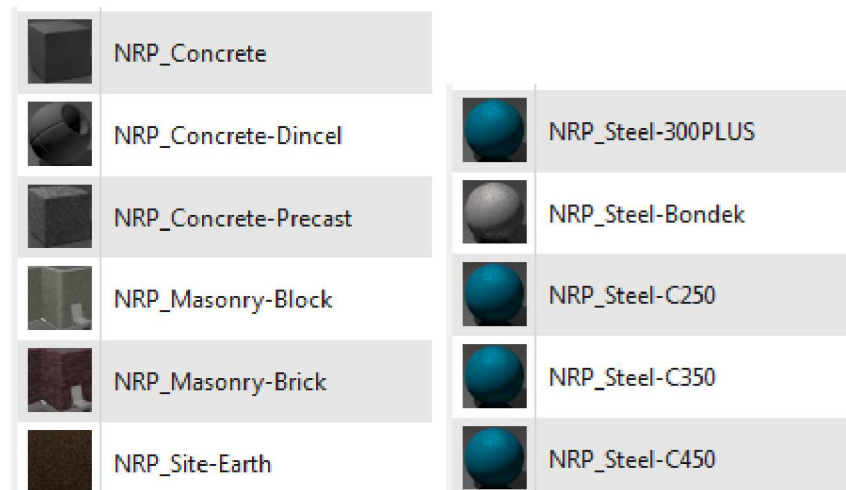 NRP_Concrete
NRP_Concrete-Dincel
NRP_Concrete-Precast
NRP_Masonry-Block
NRP_Masonry-Brick
NRP_Site-Earth
NRP_Steel-300PLUS
NRP_Steel-Bondek
NRP_Steel-C250
NRP_Steel-C350
NRP_Steel-C450